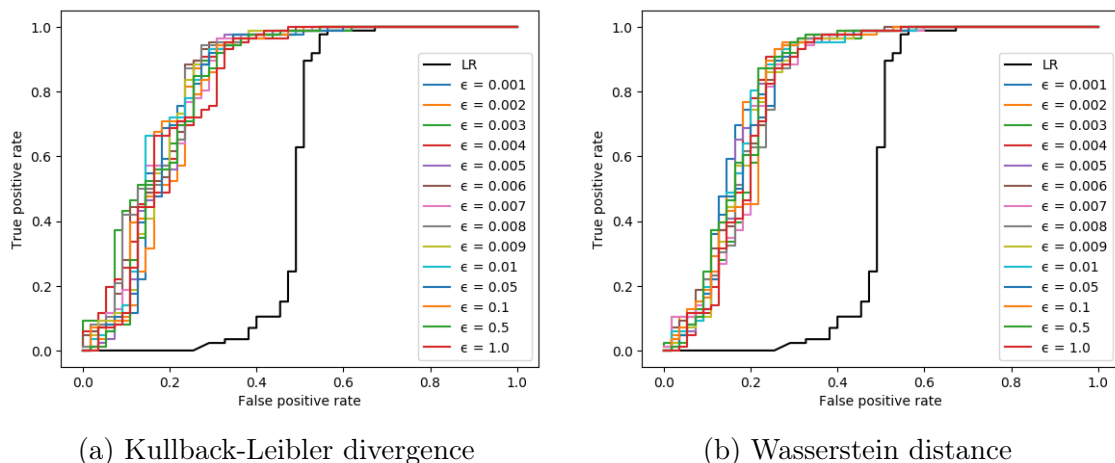 1.0
0.8
0.6
0.4
0.2
0.0
True positive rate
0.0 0.2 0.4 0.6 0.8 1.0
False positive rate
LR
ϵ = 0.001
ϵ = 0.002
ϵ = 0.003
ϵ = 0.004
ϵ = 0.005
ϵ = 0.006
ϵ = 0.007
ϵ = 0.008
ϵ = 0.009
ϵ = 0.01
ϵ = 0.05
ϵ = 0.1
ϵ = 0.5
ϵ = 1.0
(a) Kullback-Leibler divergence
1.0
0.8
0.6
0.4
0.2
0.0
True positive rate
0.0 0.2 0.4 0.6 0.8 1.0
False positive rate
LR
ϵ = 0.001
ϵ = 0.002
ϵ = 0.003
ϵ = 0.004
ϵ = 0.005
ϵ = 0.006
ϵ = 0.007
ϵ = 0.008
ϵ = 0.009
ϵ = 0.01
ϵ = 0.05
ϵ = 0.1
ϵ = 0.5
ϵ = 1.0
(b) Wasserstein distance